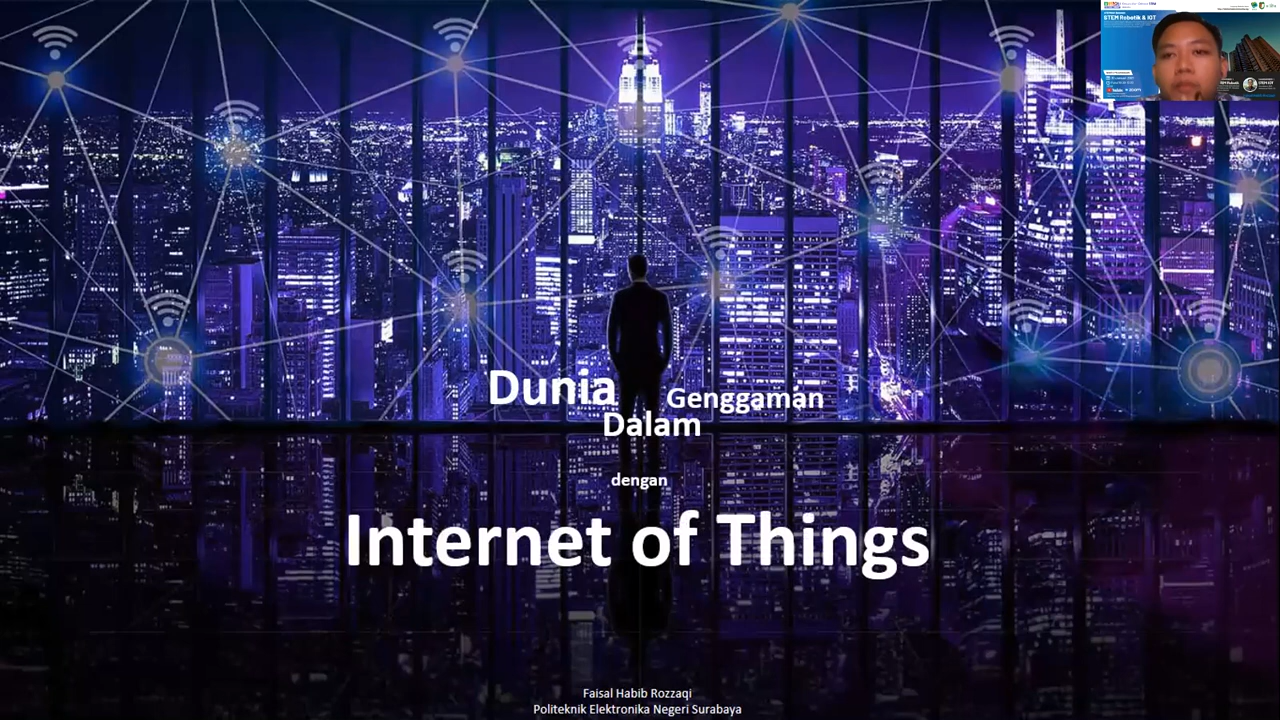 STEM Robotik & IOT
Dunia Genggaman
Dalam
dengan
Internet of Things
Faisal Habib Rozzaqi
Politeknik Elektronika Negeri Surabaya